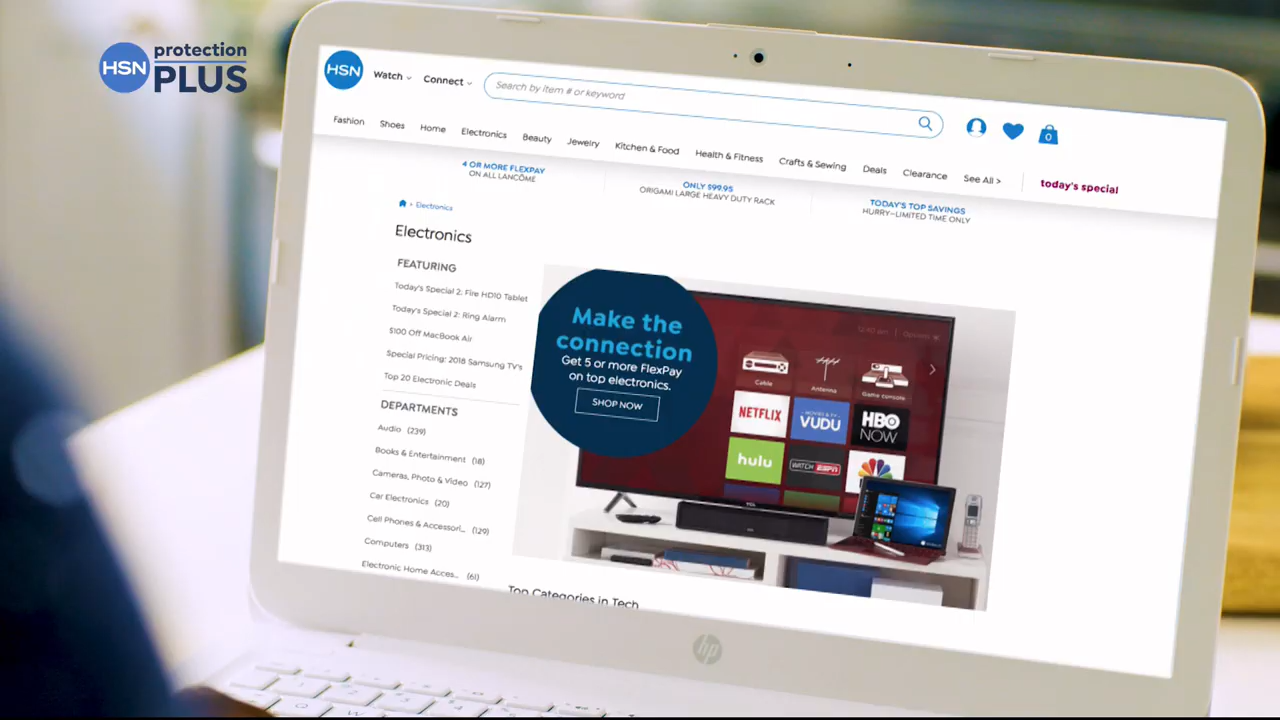 HSN protection PLUS
HSN
Watch
Connect
Search by item # or keyword
0
Fashion
Shoes
Home
Electronics
Beauty
Jewelry
Kitchen & Food
Health & Fitness
Crafts & Sewing
Deals
Clearance
See All >
today's special
4 OR MORE FLEXPAY
ON ALL LANCÔME
ONLY $99.95
ORIGAMI LARGE HEAVY DUTY RACK
TODAY'S TOP SAVINGS
HURRY—LIMITED TIME ONLY
Electronics
Electronics
FEATURING
Today's Special 2: Fire HD10 Tablet
Today's Special 2: Ring Alarm
$100 Off MacBook Air
Special Pricing: 2018 Samsung TV's
Top 20 Electronic Deals
DEPARTMENTS
Audio (239)
Books & Entertainment (18)
Cameras, Photo & Video (127)
Car Electronics (20)
Cell Phones & Accessori... (129)
Computers (313)
Electronic Home Acces... (61)
Make the
connection
Get 5 or more FlexPay
on top electronics.
SHOP NOW
Cable
Antenna
Game console
NETFLIX
MOVIES & TV
VUDU
HBO
NOW
hulu
WATCH ESPN
TCL
Top Categories in Tech
hp